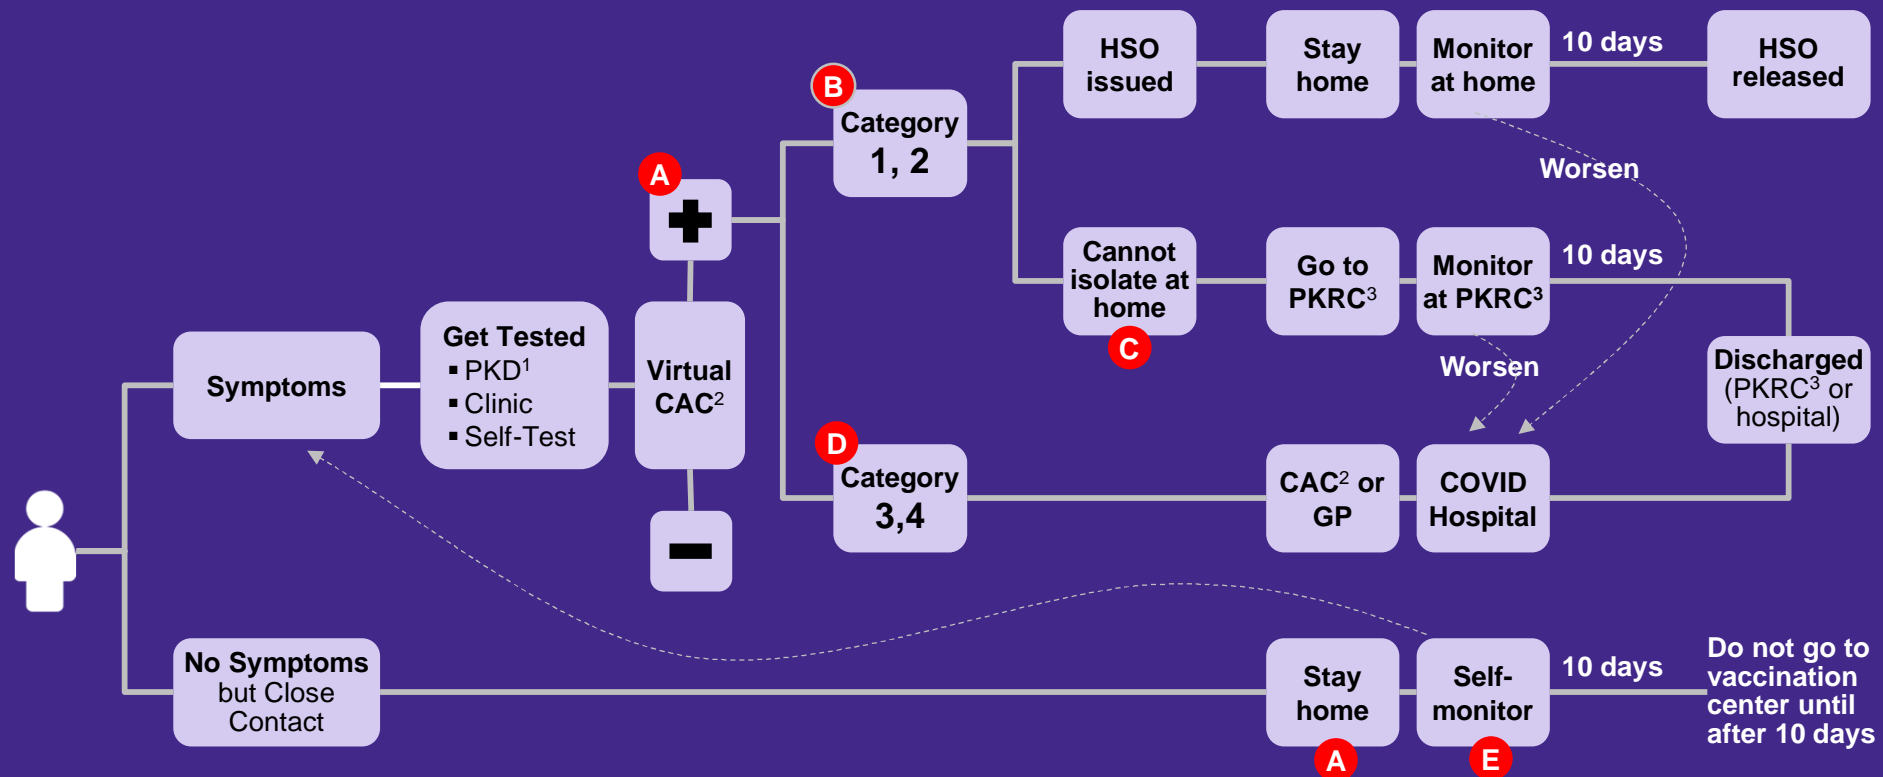 Symptoms
Get Tested
▪ PKD¹
▪ Clinic
▪ Self-Test
Virtual
CAC²
A
B
Category
1, 2
HSO
issued
Stay
home
Monitor
at home
10 days
HSO
released
Worsen
Cannot
isolate at
home
C
Go to
PKRC³
Monitor
at PKRC³
10 days
Worsen
Discharged
(PKRC³ or
hospital)
D
Category
3,4
CAC² or
GP
COVID
Hospital
No Symptoms
but Close
Contact
Stay
home
A
Self-
monitor
E
10 days
Do not go to
vaccination
center until
after 10 days